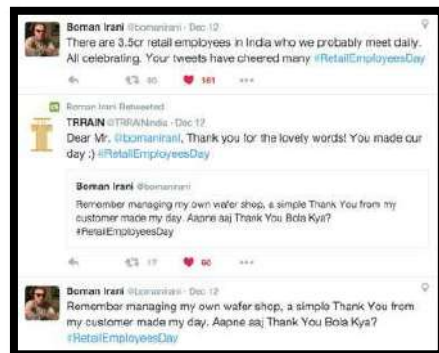 Boman Irani @bomanirani · Dec 12
There are 3.5cr retail employees in India who we probably meet daily.
All celebrating. Your tweets have cheered many #RetailEmployeesDay
161
Boman Irani Retweeted
TRRAIN @TRRAINindia · Dec 12
Dear Mr. @bomanirani, Thank you for the lovely words! You made our
day :) #RetailEmployeesDay
Boman Irani @bomanirani
Remember managing my own wafer shop, a simple Thank You from my
customer made my day. Aapne aaj Thank You Bola Kya?
#RetailEmployeesDay
17 60
Boman Irani @bomanirani · Dec 12
Remember managing my own wafer shop, a simple Thank You from
my customer made my day. Aapne aaj Thank You Bola Kya?
#RetailEmployeesDay